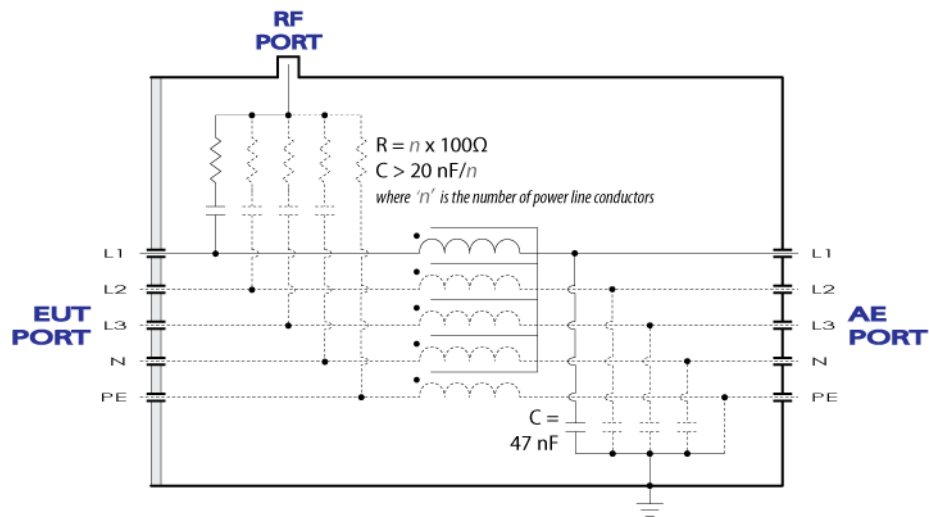 RF
PORT
R = n x 100Ω
C > 20 nF/n
where 'n' is the number of power line conductors
L1
L2
L3
N
PE
EUT
PORT
L1
L2
L3
N
PE
AE
PORT
C =
47 nF